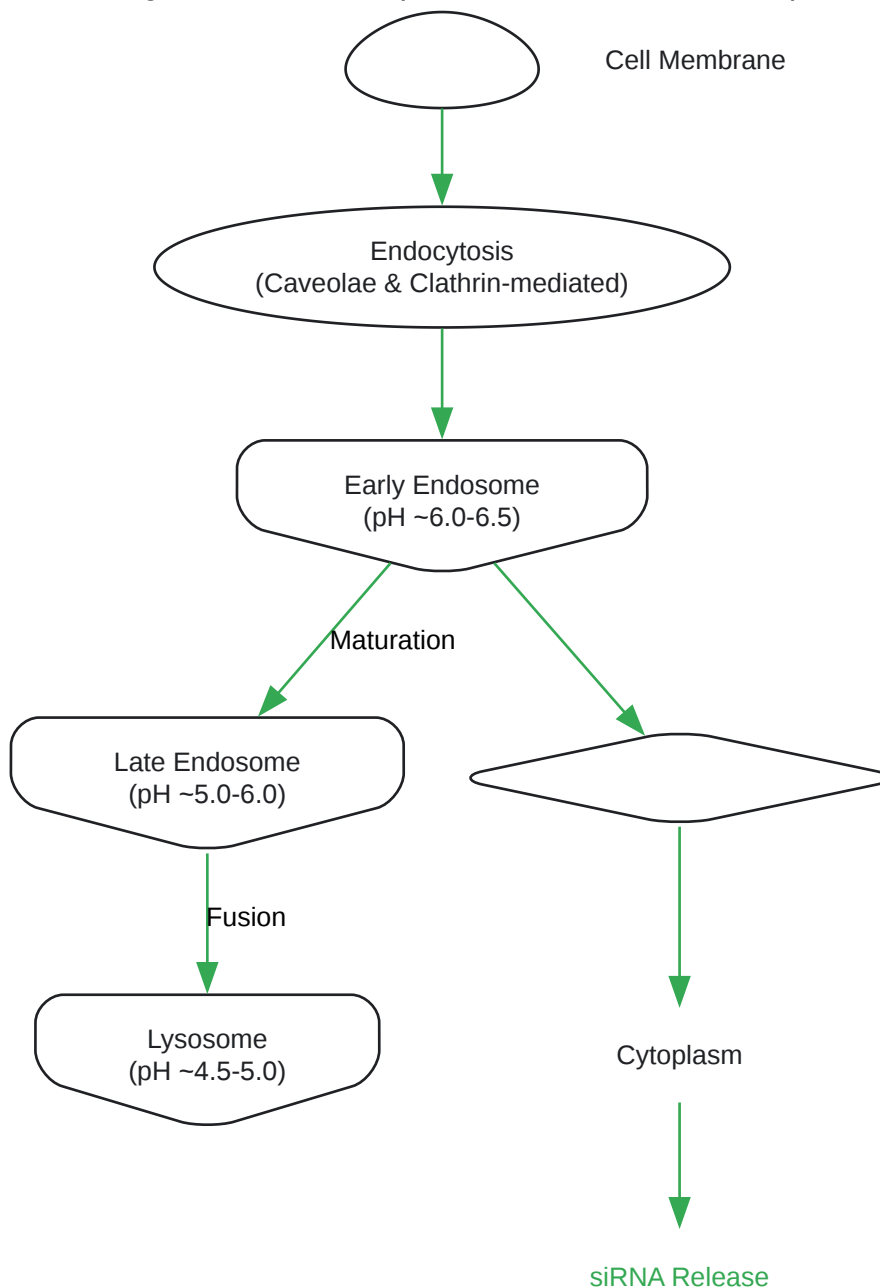 Cell Membrane
Endocytosis
(Caveolae & Clathrin-mediated)
Early Endosome
(pH ~6.0-6.5)
Maturation
Late Endosome
(pH ~5.0-6.0)
Fusion
Lysosome
(pH ~4.5-5.0)
Cytoplasm
siRNA Release